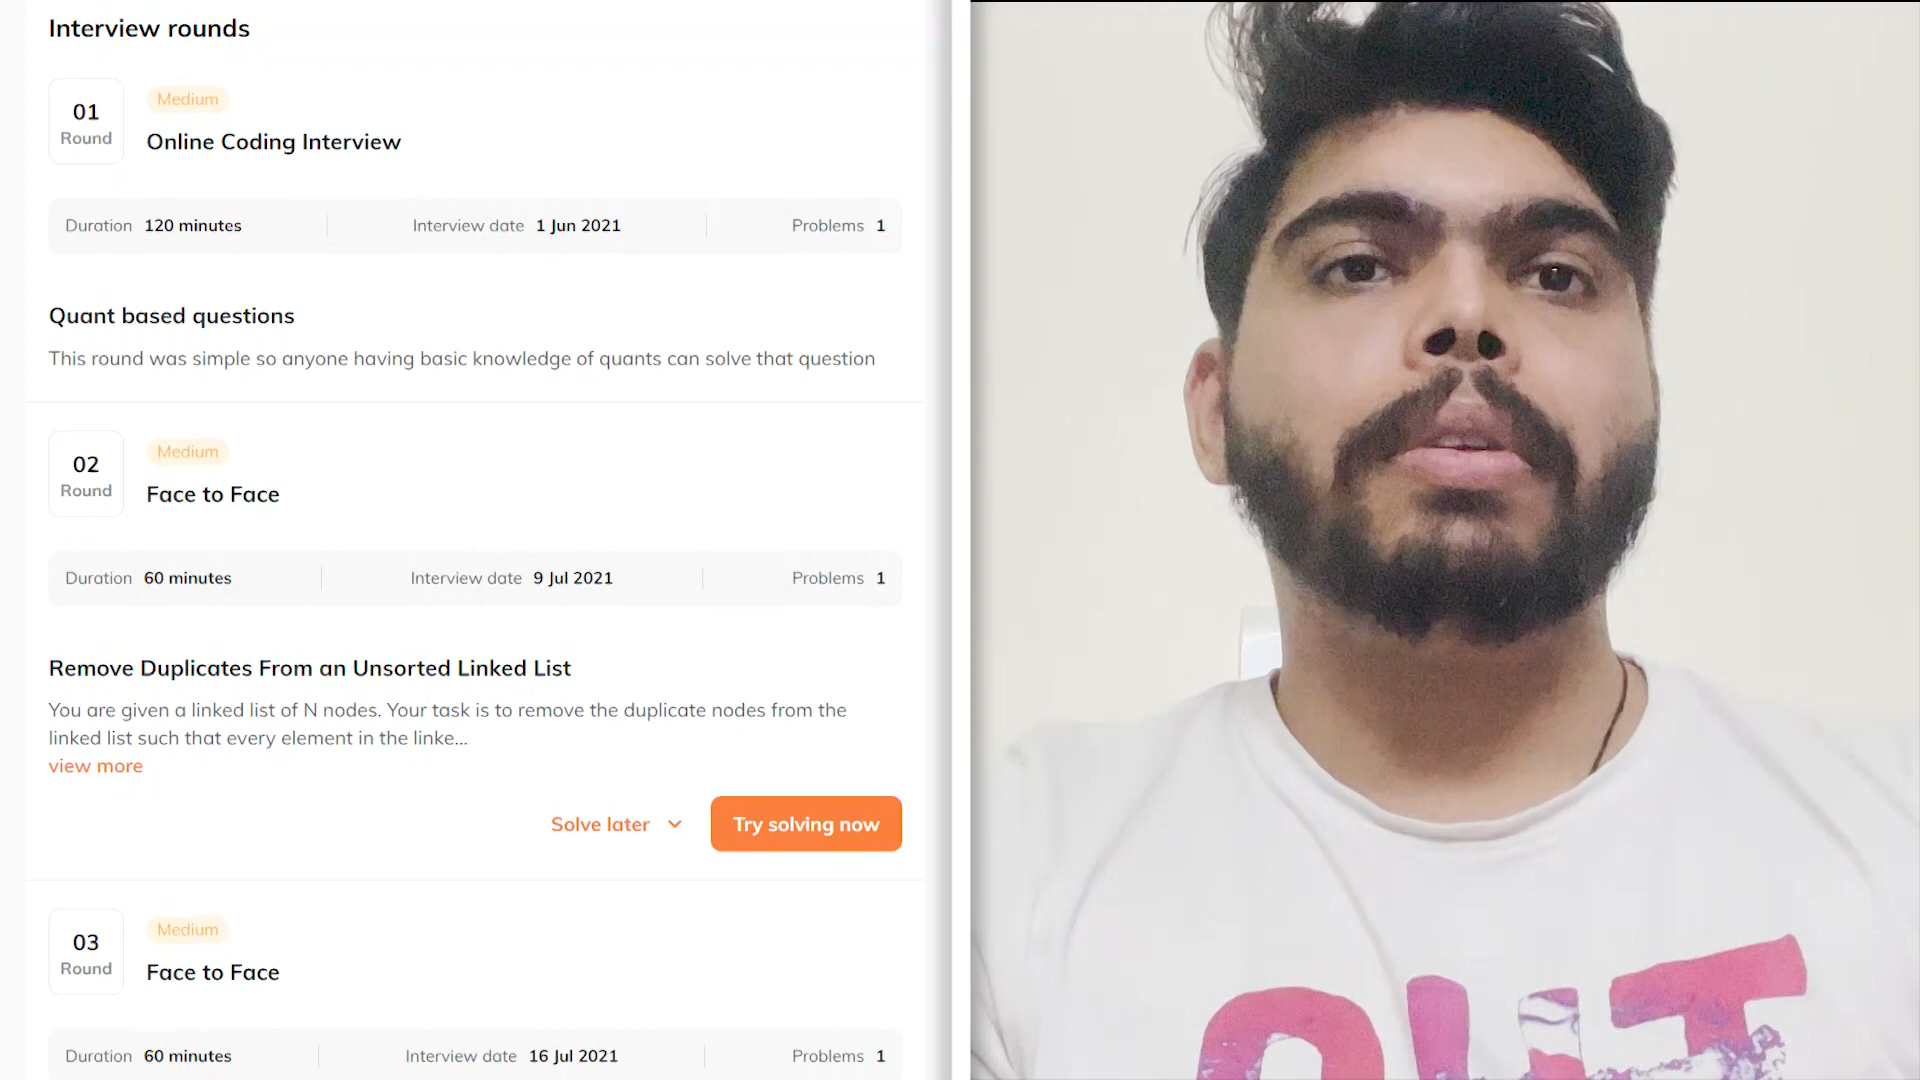 Interview rounds
01
Round
Medium
Online Coding Interview
Duration 120 minutes
Interview date 1 Jun 2021
Problems 1
Quant based questions
This round was simple so anyone having basic knowledge of quants can solve that question
02
Round
Medium
Face to Face
Duration 60 minutes
Interview date 9 Jul 2021
Problems 1
Remove Duplicates From an Unsorted Linked List
You are given a linked list of N nodes. Your task is to remove the duplicate nodes from the
linked list such that every element in the linke...
view more
Solve later
Try solving now
03
Round
Medium
Face to Face
Duration 60 minutes
Interview date 16 Jul 2021
Problems 1
OUT